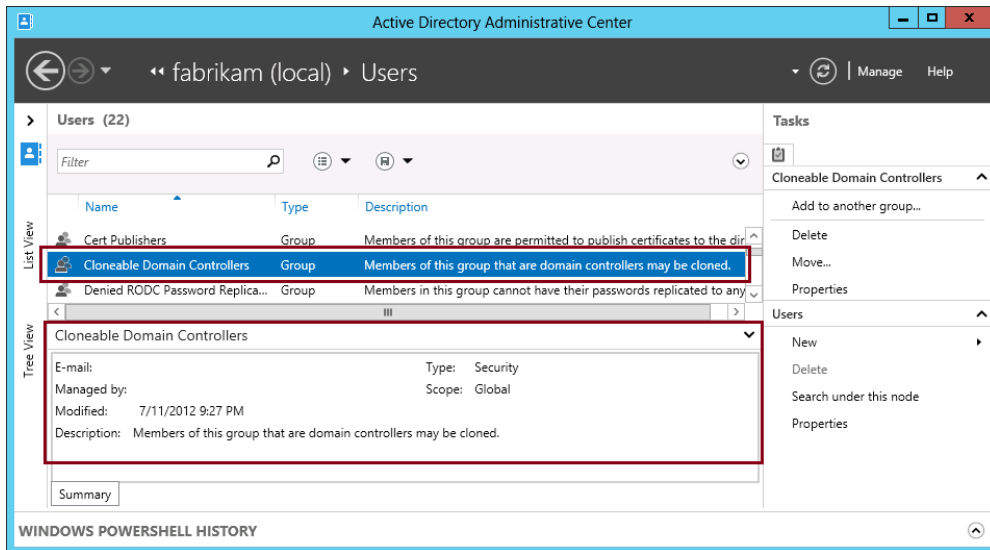 Active Directory Administrative Center
fabrikam (local) Users
Manage Help
Users (22)
Filter
Name Type Description
Cert Publishers Group Members of this group are permitted to publish certificates to the dir
Cloneable Domain Controllers Group Members of this group that are domain controllers may be cloned.
Denied RODC Password Replica... Group Members in this group cannot have their passwords replicated to any
List View
Tree View
Cloneable Domain Controllers
E-mail: Type: Security
Managed by: Scope: Global
Modified: 7/11/2012 9:27 PM
Description: Members of this group that are domain controllers may be cloned.
Summary
Tasks
Cloneable Domain Controllers
Add to another group...
Delete
Move...
Properties
Users
New
Delete
Search under this node
Properties
WINDOWS POWERSHELL HISTORY